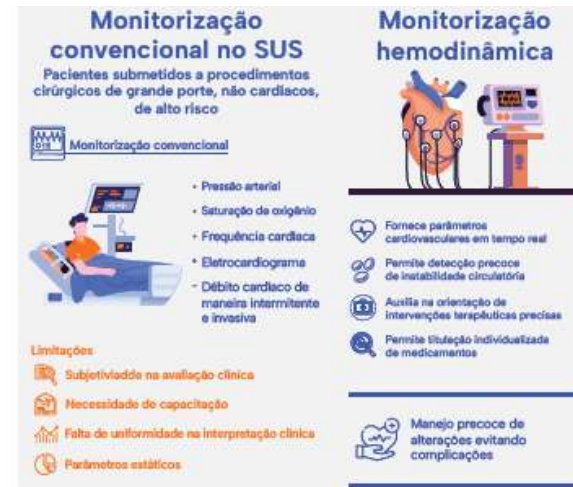 Monitorização
convencional no SUS
Pacientes submetidos a procedimentos
cirúrgicos de grande porte, não cardíacos,
de alto risco
Monitorização convencional
• Pressão arterial
• Saturação de oxigênio
• Frequência cardíaca
• Eletrocardiograma
- Débito cardíaco de
maneira intermitente
e invasiva
Limitações
Subjetividade na avaliação clínica
Necessidade de capacitação
Falta de uniformidade na interpretação clínica
Parâmetros estáticos
Monitorização
hemodinâmica
Fornece parâmetros
cardiovasculares em tempo real
Permite detecção precoce
de instabilidade circulatória
Auxilia na orientação de
intervenções terapêuticas precisas
Permite titulação individualizada
de medicamentos
Manejo precoce de
alterações evitando
complicações